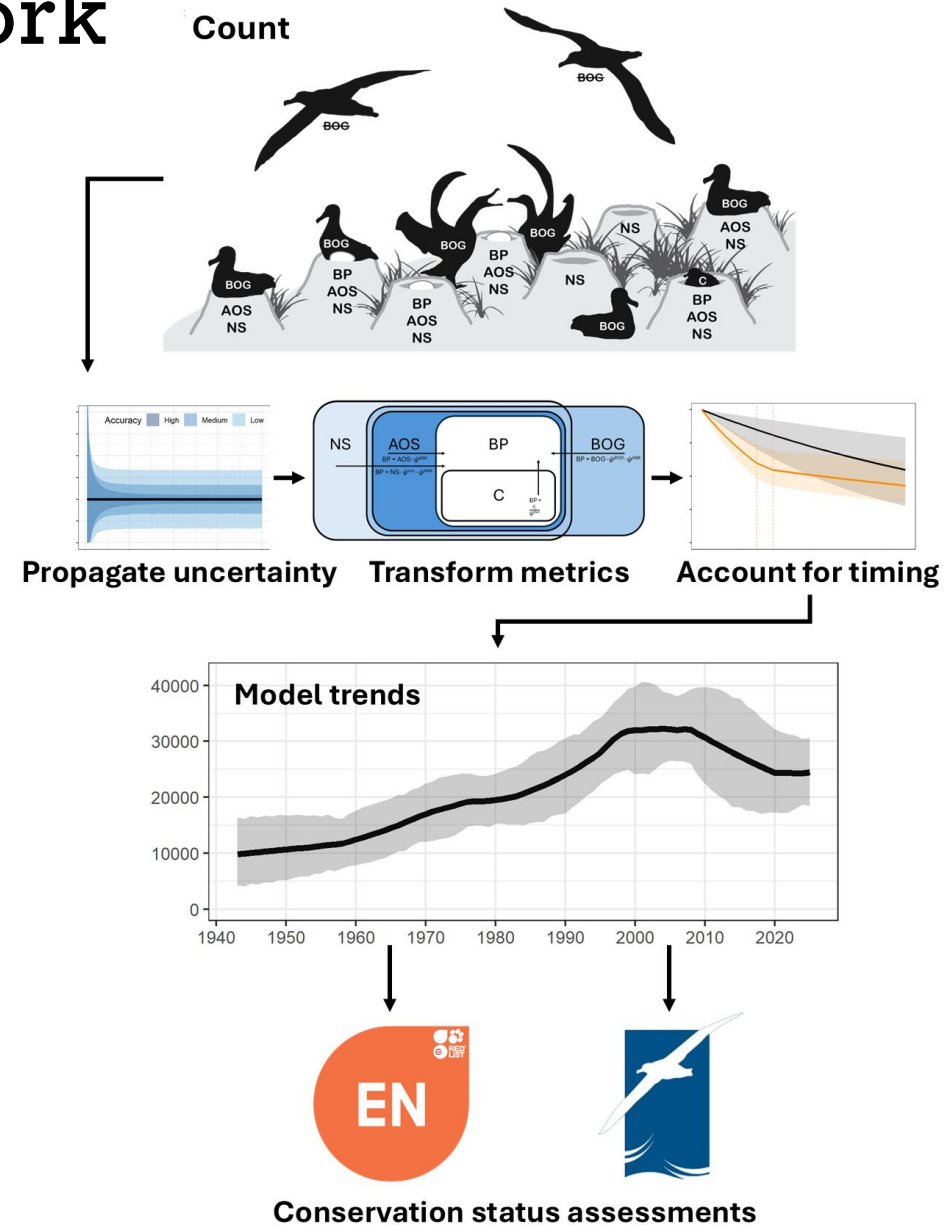 ork
Count
BOG
BOG
BOG
AOS
NS
BOG
BP
AOS
NS
BP
AOS
NS
BOG
BP
AOS
NS
BOG
NS
NS
BOG
BOG
AOS
NS
C
BP
AOS
NS
Accuracy High Medium Low
NS
AOS
BP
BOG
C
Propagate uncertainty
Transform metrics
Account for timing
Model trends
40000
30000
20000
10000
0
1940 1950 1960 1970 1980 1990 2000 2010 2020
EN
RED
LIST
Conservation status assessments